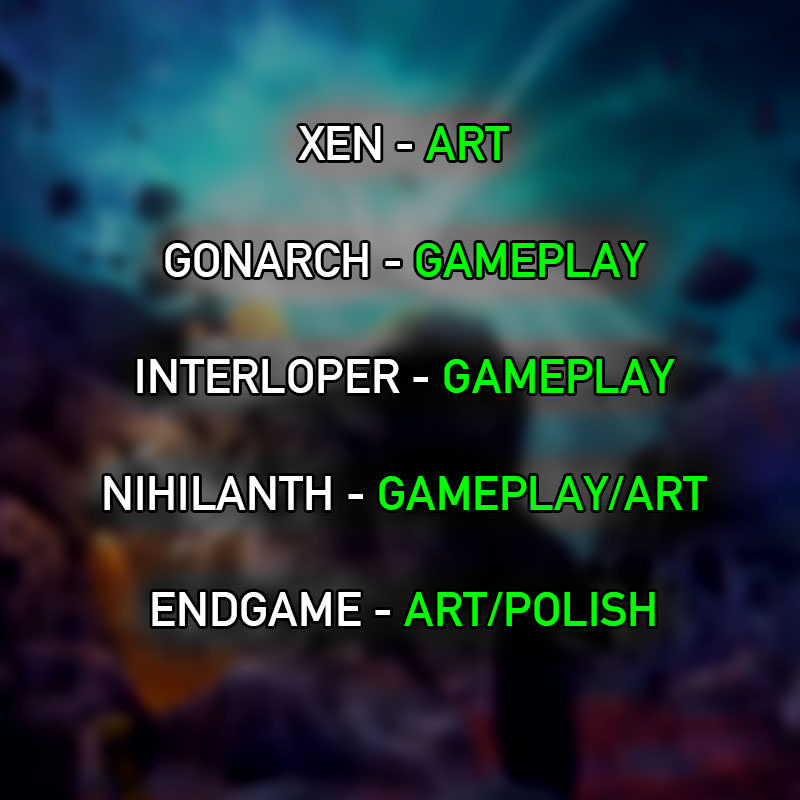 XEN - ART
GONARCH - GAMEPLAY
INTERLOPER - GAMEPLAY
NIHILANTH - GAMEPLAY/ART
ENDGAME - ART/POLISH